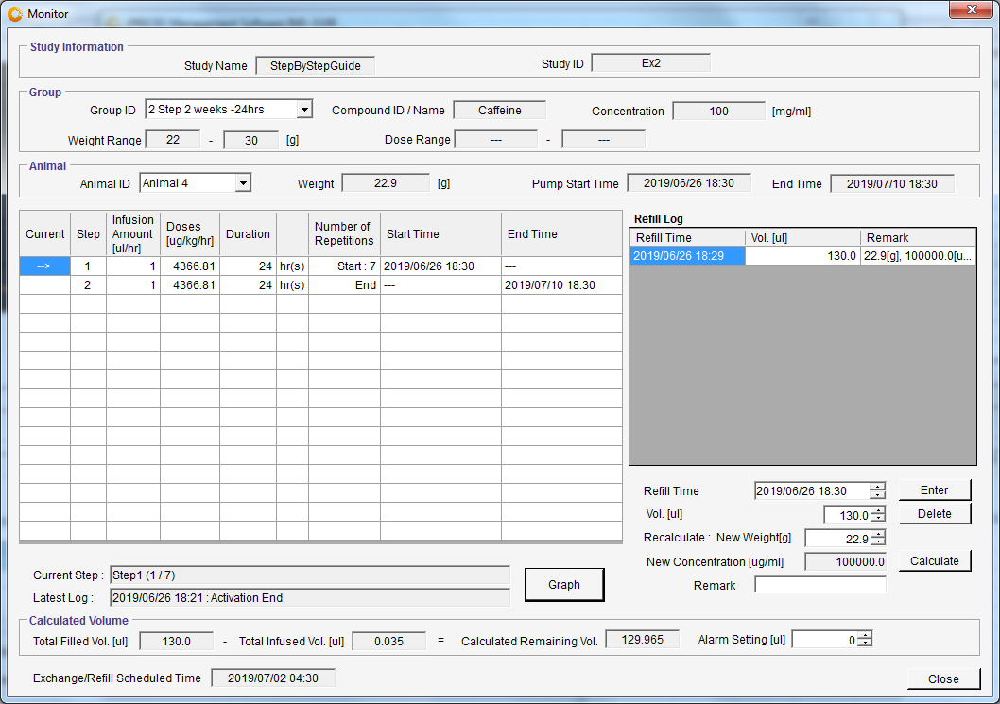 Monitor
Study Information
Study Name StepByStepGuide Study ID Ex2
Group
Group ID 2 Step 2 weeks -24hrs Compound ID / Name Caffeine Concentration 100 [mg/ml]
Weight Range 22 - 30 [g] Dose Range --- - ---
Animal
Animal ID Animal 4 Weight 22.9 [g] Pump Start Time 2019/06/26 18:30 End Time 2019/07/10 18:30
Current Step Infusion Amount [ul/hr] Doses [ug/kg/hr] Duration Number of Repetitions Start Time End Time
--> 1 1 4366.81 24 hr(s) Start : 7 2019/06/26 18:30 ---
2 1 4366.81 24 hr(s) End --- 2019/07/10 18:30
Refill Log
Refill Time Vol. [ul] Remark
2019/06/26 18:29 130.0 22.9[g], 100000.0[u...
Refill Time 2019/06/26 18:30 Enter
Vol. [ul] 130.0 Delete
Recalculate : New Weight[g] 22.9
New Concentration [ug/ml] 100000.0 Calculate
Remark
Current Step : Step1 (1 / 7)
Latest Log : 2019/06/26 18:21 : Activation End
Graph
Calculated Volume
Total Filled Vol. [ul] 130.0 - Total Infused Vol. [ul] 0.035 = Calculated Remaining Vol. 129.965 Alarm Setting [ul] 0
Exchange/Refill Scheduled Time 2019/07/02 04:30 Close